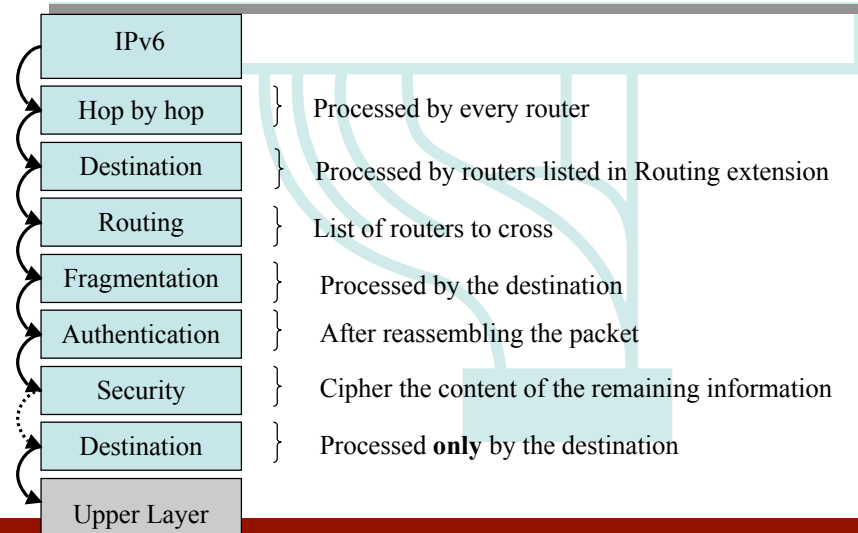 IPv6
Hop by hop } Processed by every router
Destination } Processed by routers listed in Routing extension
Routing } List of routers to cross
Fragmentation } Processed by the destination
Authentication } After reassembling the packet
Security } Cipher the content of the remaining information
Destination } Processed only by the destination
Upper Layer